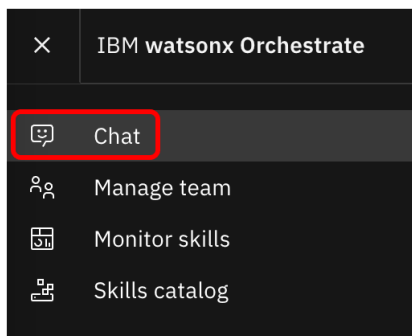 IBM watsonx Orchestrate
Chat
Manage team
Monitor skills
Skills catalog